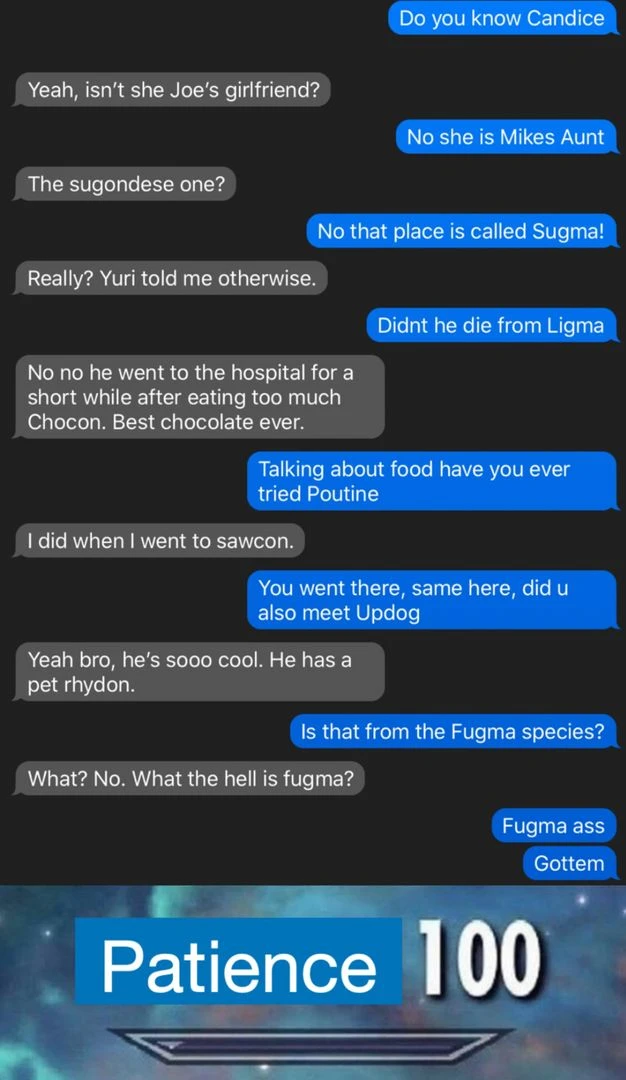 Do you know Candice
Yeah, isn’t she Joe’s girlfriend?
No she is Mikes Aunt
The sugondese one?
No that place is called Sugma!
Really? Yuri told me otherwise.
Didnt he die from Ligma
No no he went to the hospital for a
short while after eating too much
Chocon. Best chocolate ever.
Talking about food have you ever
tried Poutine
I did when I went to sawcon.
You went there, same here, did u
also meet Updog
Yeah bro, he’s sooo cool. He has a
pet rhydon.
Is that from the Fugma species?
What? No. What the hell is fugma?
Fugma ass
Gottem
Patience 100